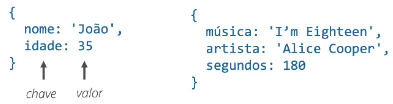 {
  nome: 'João',
  idade: 35
}
chave valor
{
  música: 'I’m Eighteen',
  artista: 'Alice Cooper',
  segundos: 180
}